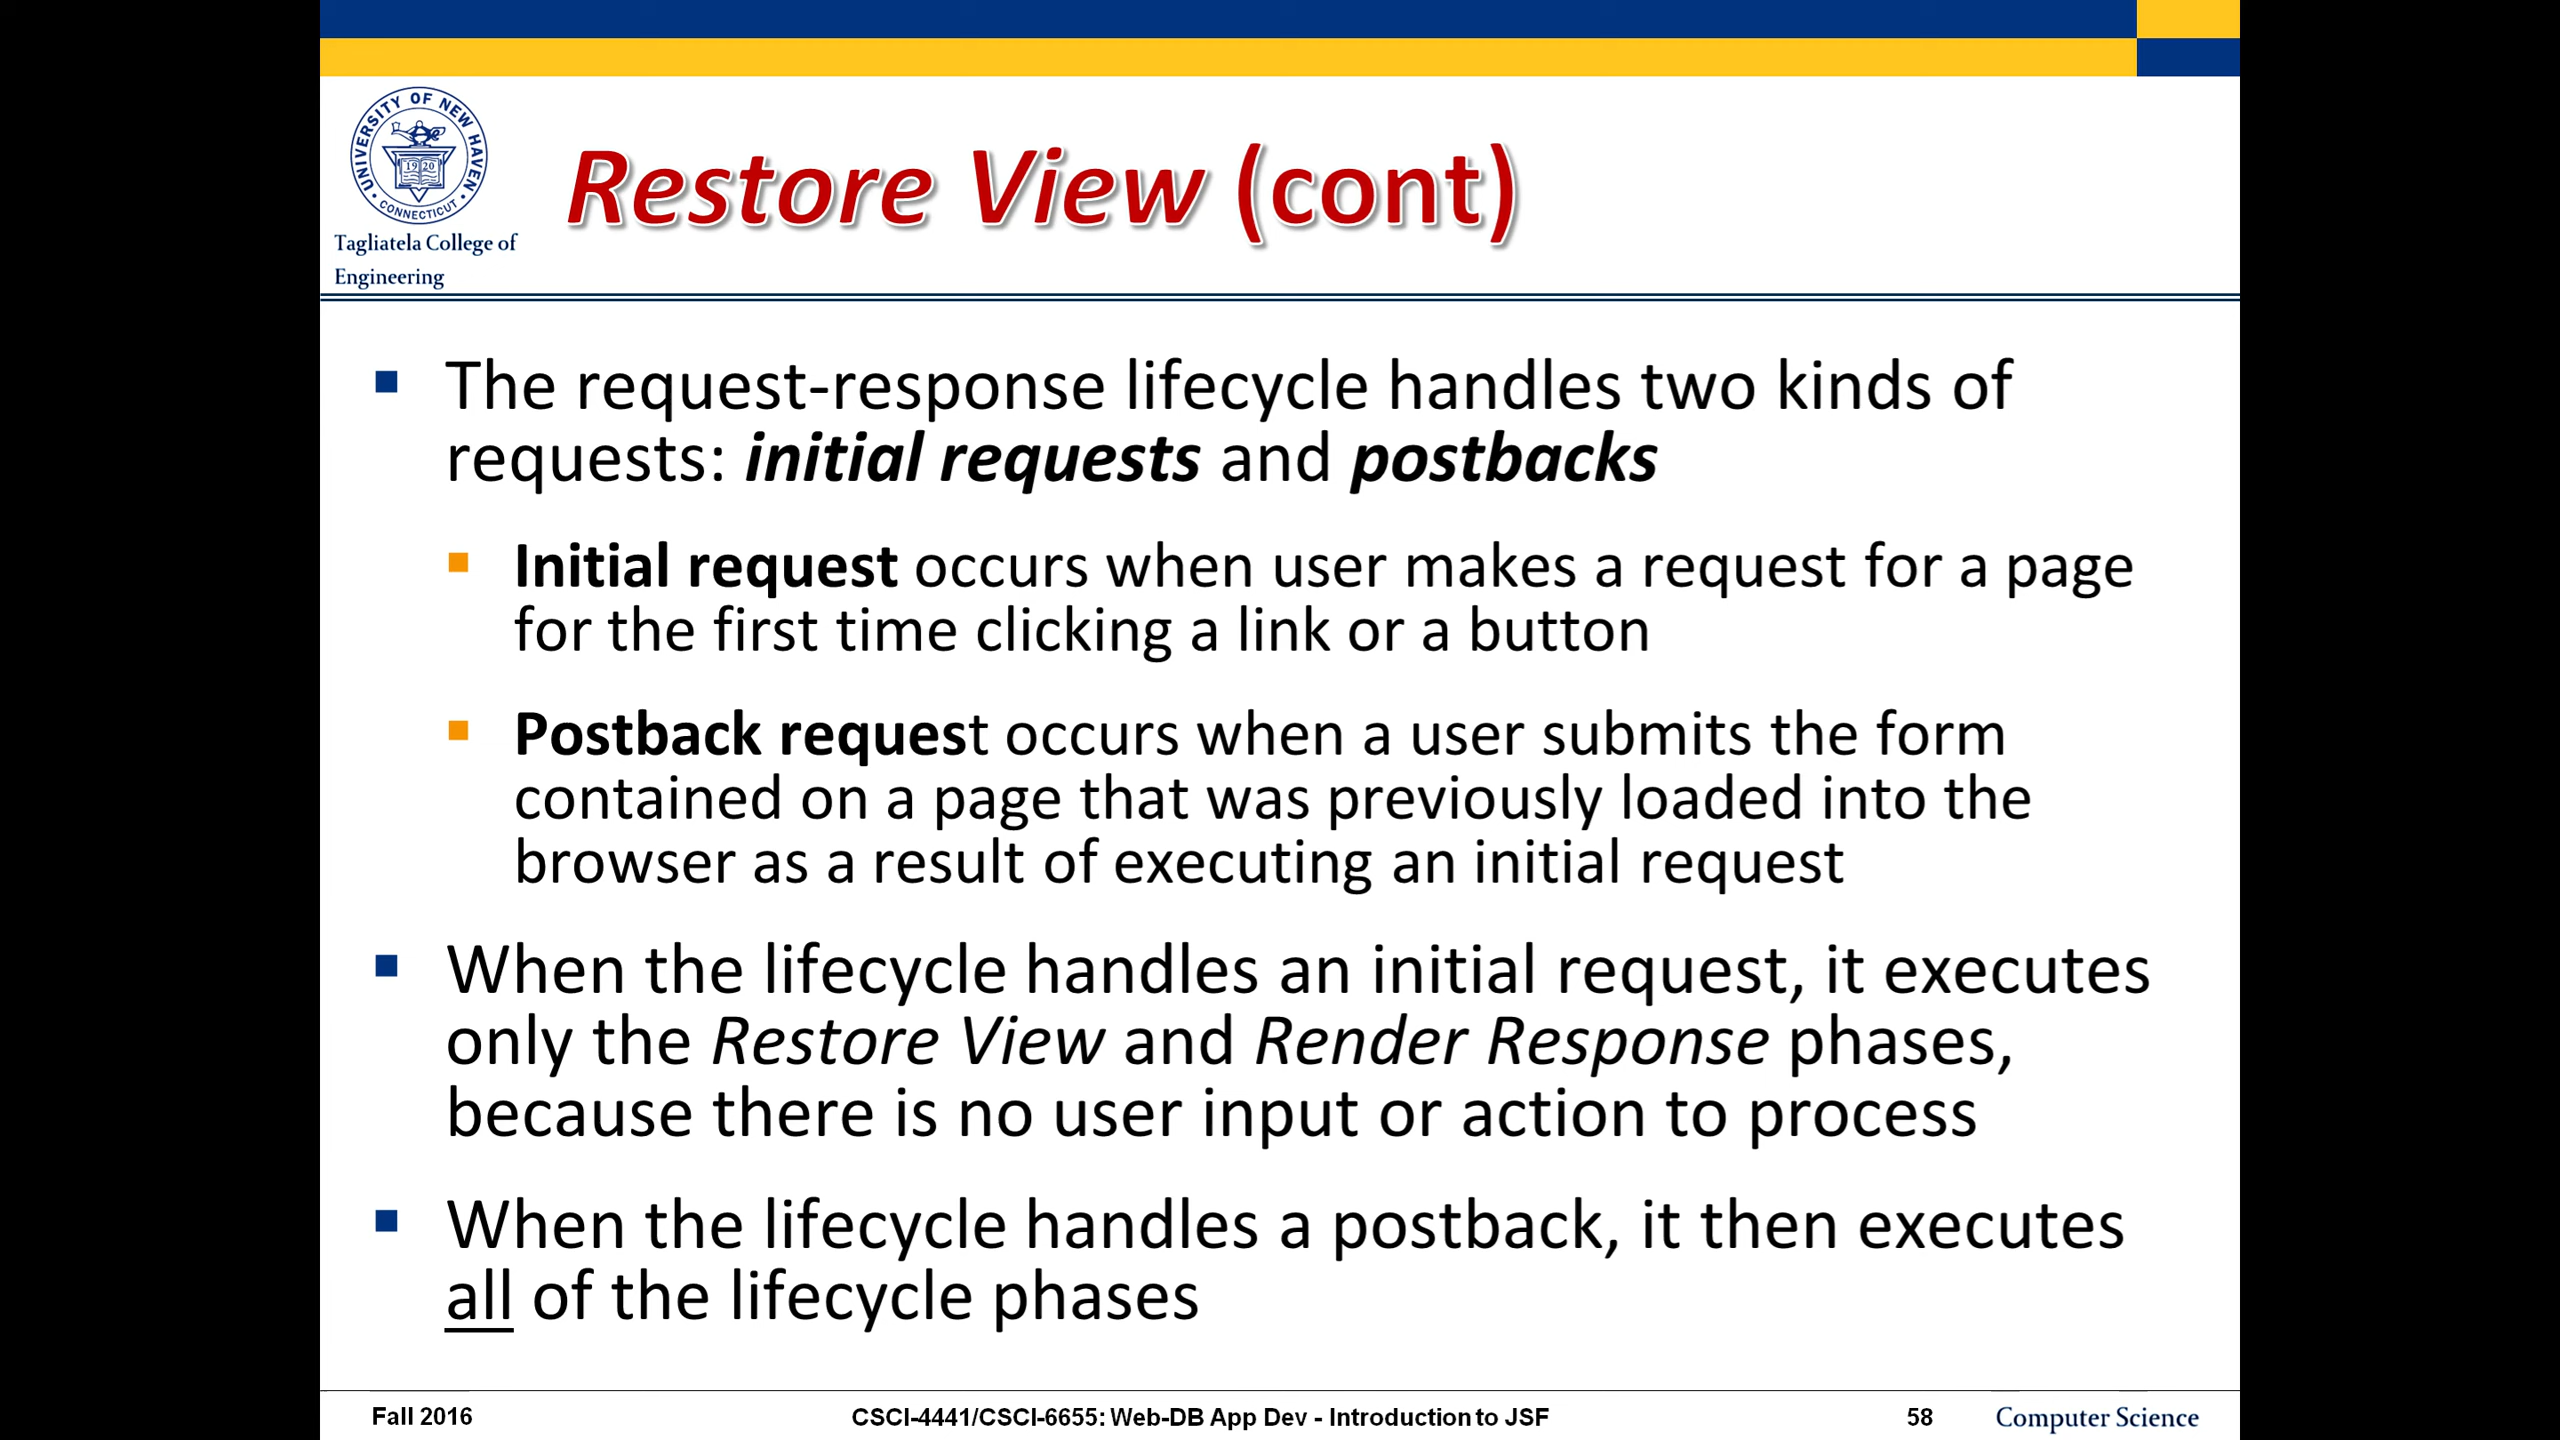 UNIVERSITY OF NEW HAVEN
1920
CONNECTICUT
Tagliatela College of
Engineering
Restore View (cont)
The request-response lifecycle handles two kinds of
requests: initial requests and postbacks
Initial request occurs when user makes a request for a page
for the first time clicking a link or a button
Postback request occurs when a user submits the form
contained on a page that was previously loaded into the
browser as a result of executing an initial request
When the lifecycle handles an initial request, it executes
only the Restore View and Render Response phases,
because there is no user input or action to process
When the lifecycle handles a postback, it then executes
all of the lifecycle phases
Fall 2016
CSCI-4441/CSCI-6655: Web-DB App Dev - Introduction to JSF
58
Computer Science